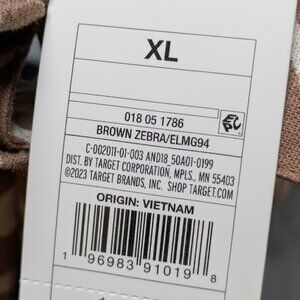 XL
018 05 1786
BROWN ZEBRA/ELMG94
C-002011-01-003 AND18_50A01-0199
DIST. BY TARGET CORPORATION, MPLS., MN 55403
©2023 TARGET BRANDS, INC. SHOP TARGET.COM
ORIGIN: VIETNAM
1 96983 91019 8